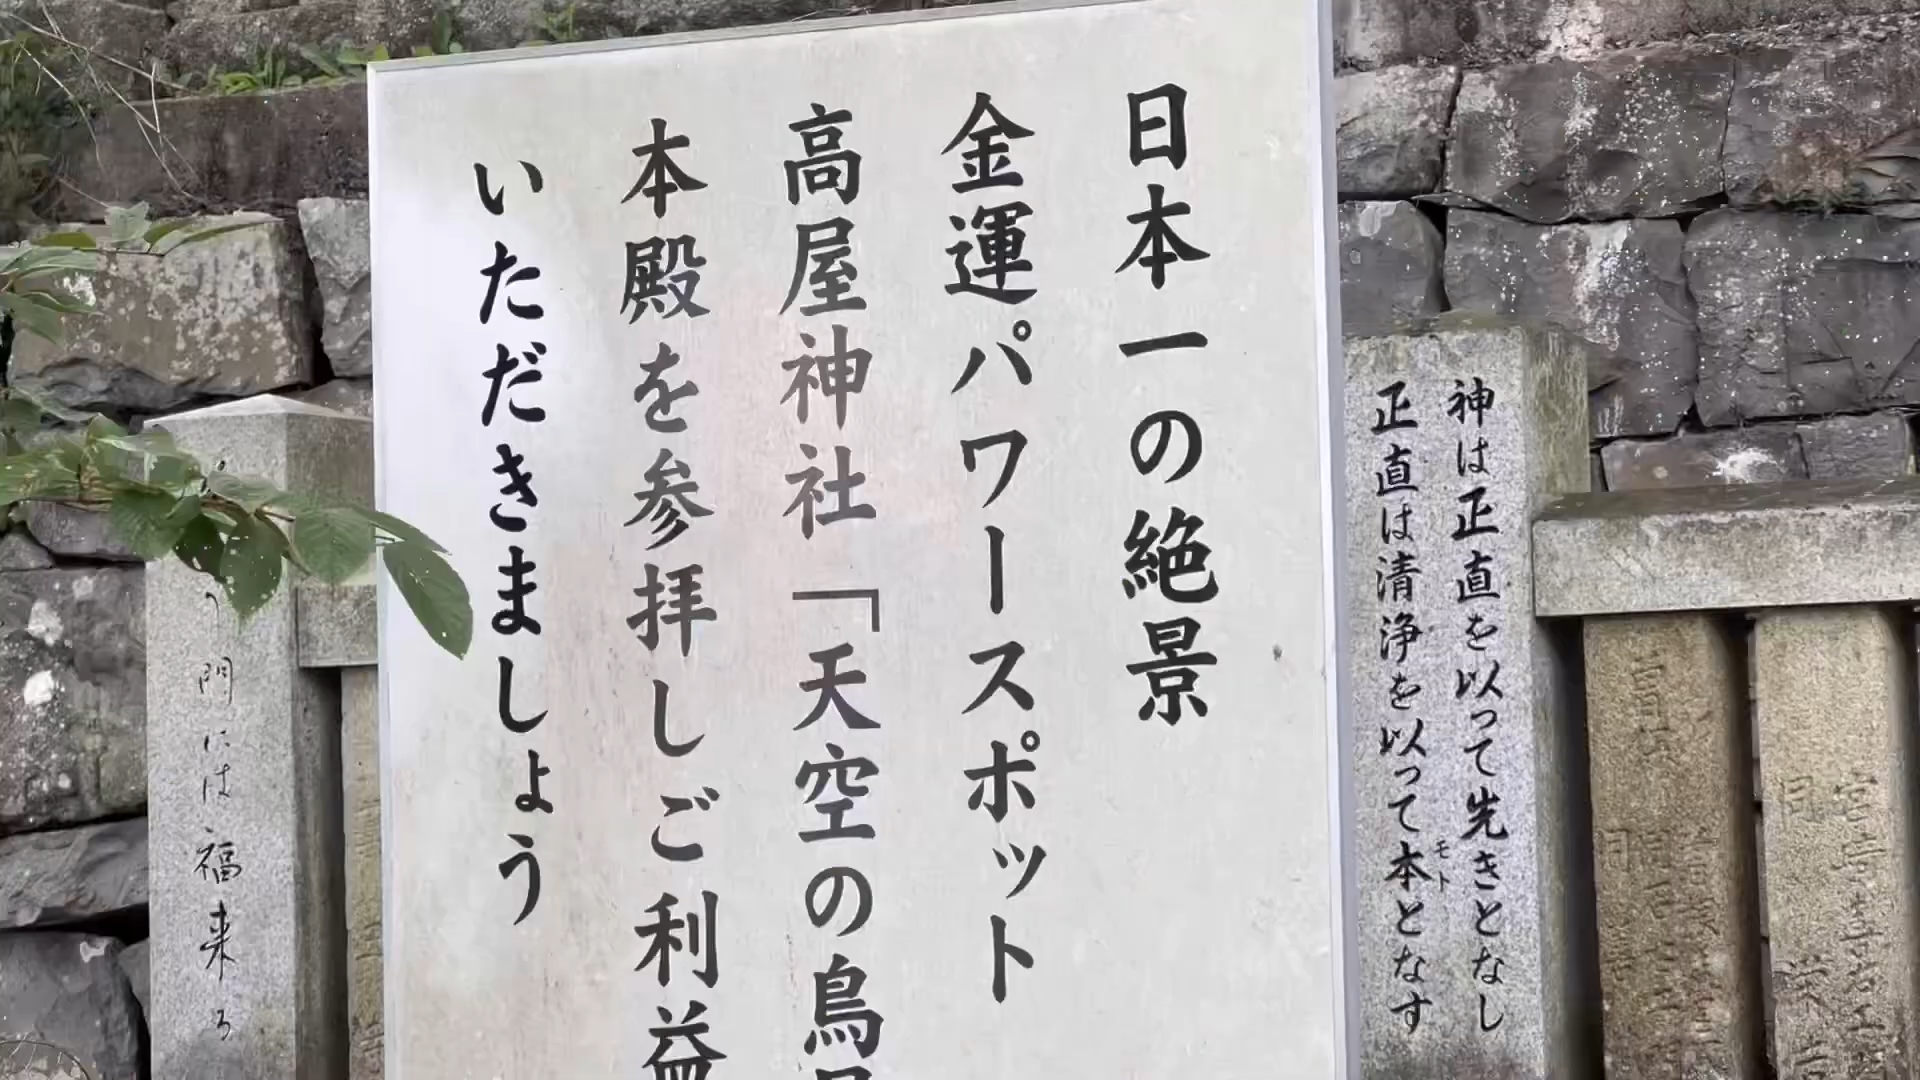 神は正直を以って先きとなし
正直は清浄を以って本となす
モト
日本一の絶景
金運パワースポット
高屋神社「天空の鳥
本殿を参拝しご利益
いただきましょう
門には福来る